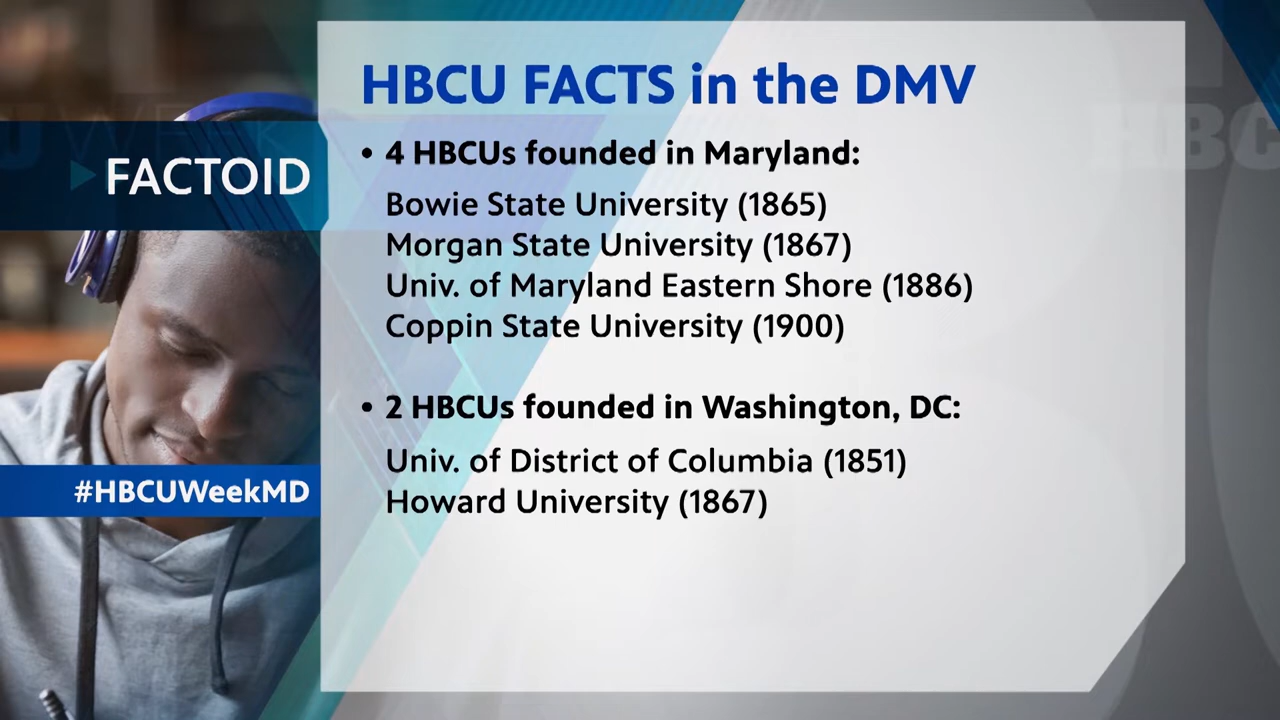 HBCU FACTS in the DMV
FACTOID
• 4 HBCUs founded in Maryland:
Bowie State University (1865)
Morgan State University (1867)
Univ. of Maryland Eastern Shore (1886)
Coppin State University (1900)
• 2 HBCUs founded in Washington, DC:
Univ. of District of Columbia (1851)
Howard University (1867)
#HBCUWeekMD
HBC